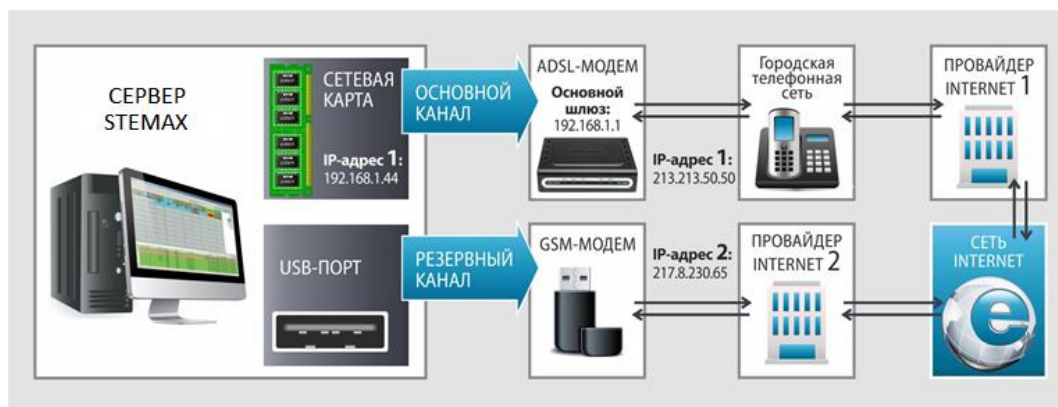 СЕРВЕР
STEMAX
СЕТЕВАЯ
КАРТА
IP-адрес 1:
192.168.1.44
ОСНОВНОЙ
КАНАЛ
ADSL-МОДЕМ
Основной
шлюз:
192.168.1.1
IP-адрес 1:
213.213.50.50
Городская
телефонная
сеть
ПРОВАЙДЕР
INTERNET 1
USB-ПОРТ
РЕЗЕРВНЫЙ
КАНАЛ
GSM-МОДЕМ
IP-адрес 2:
217.8.230.65
ПРОВАЙДЕР
INTERNET 2
СЕТЬ
INTERNET